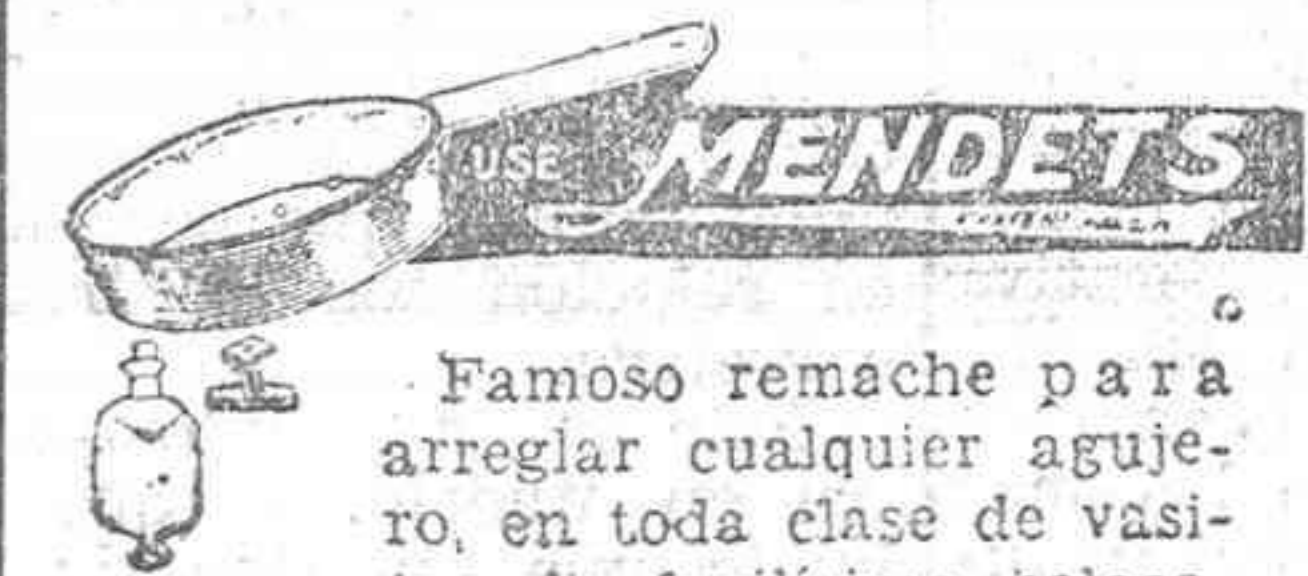 USE MENDETS
Famoso remache para
arreglar cualquier aguje-
ro, en toda clase de vasi-